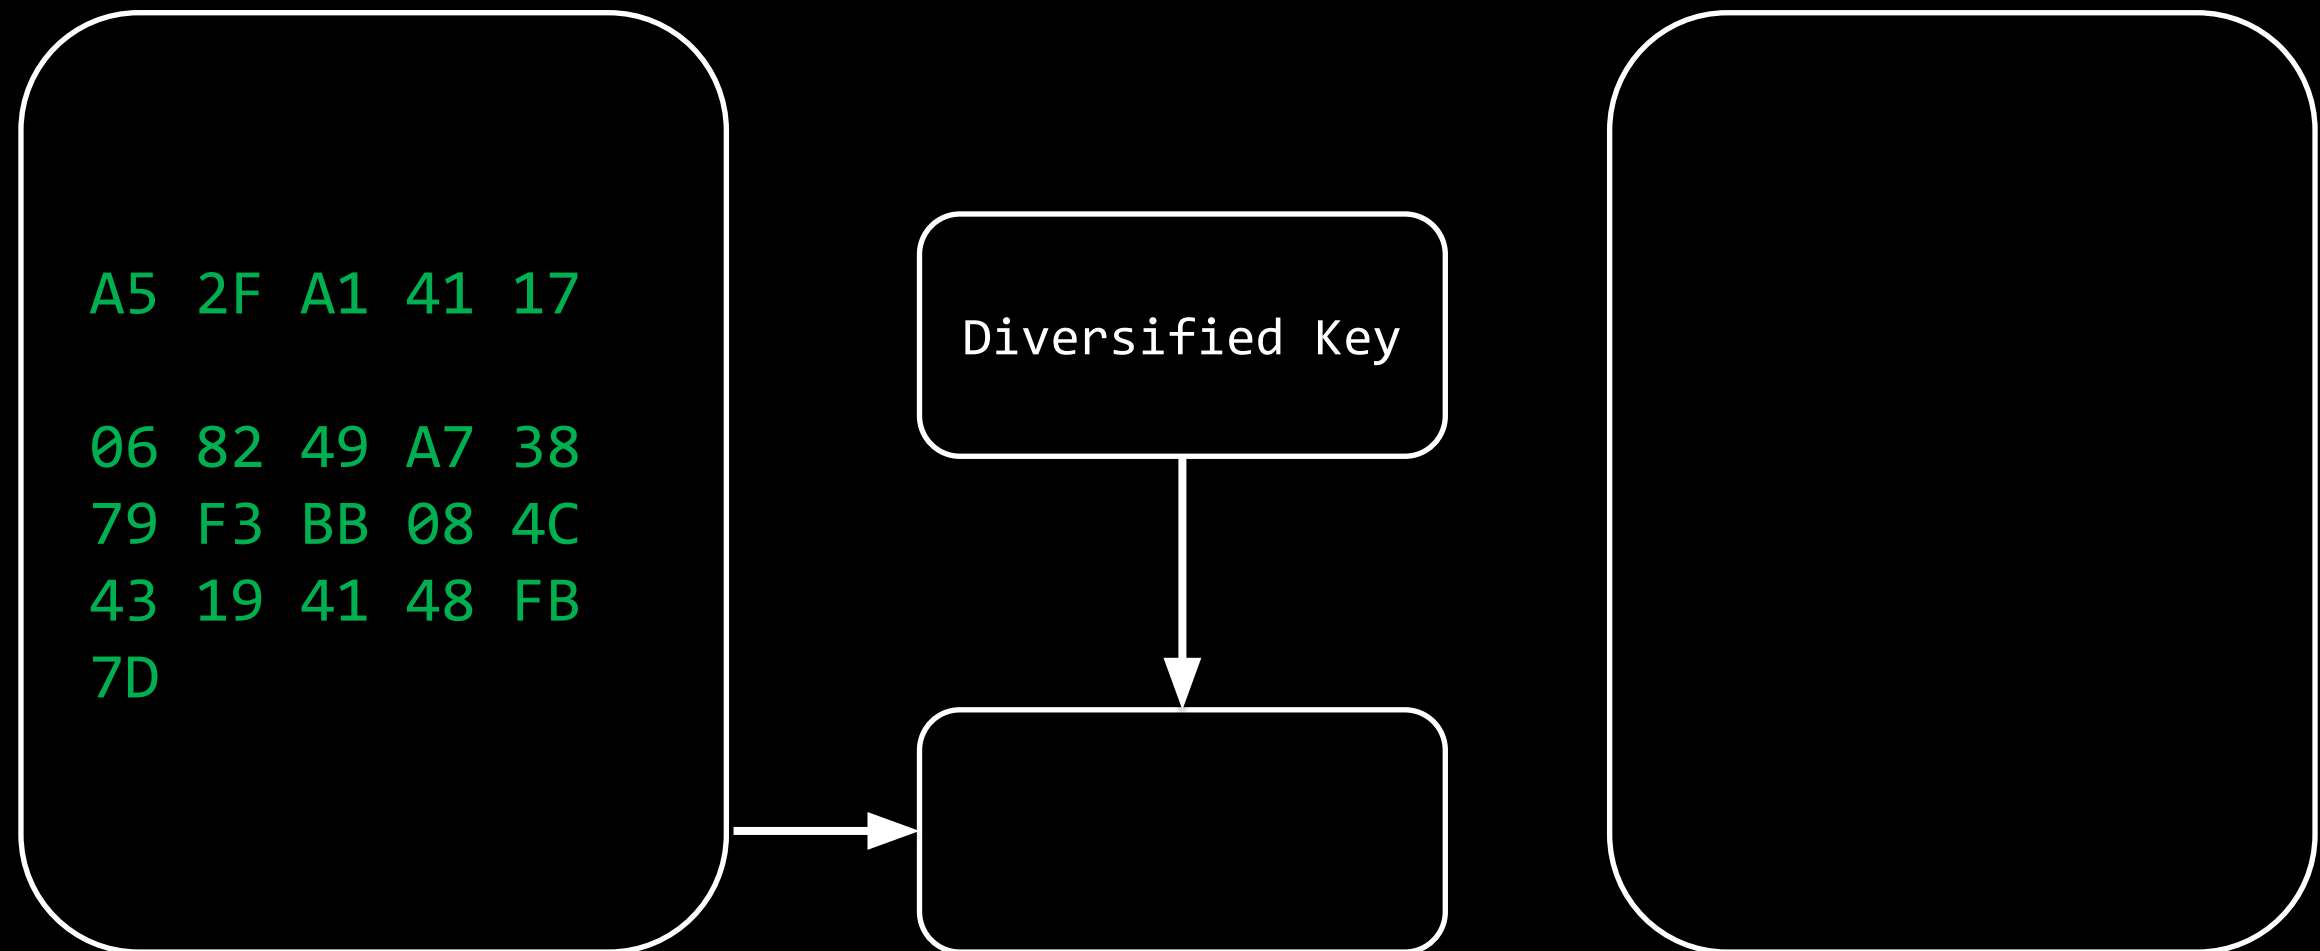 A5 2F A1 41 17
06 82 49 A7 38
79 F3 BB 08 4C
43 19 41 48 FB
7D
Diversified Key